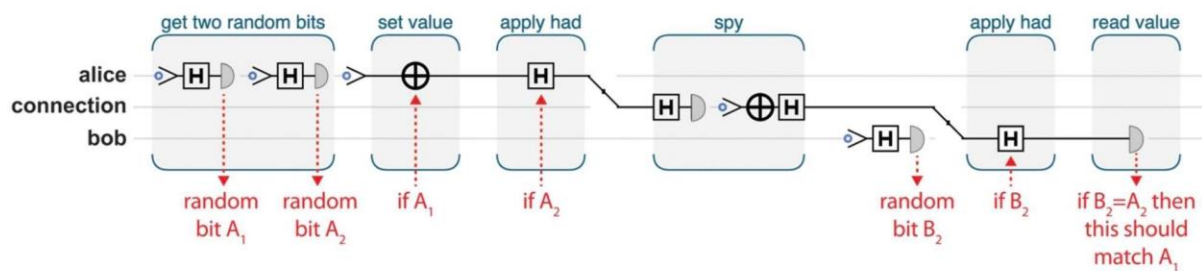 get two random bits
set value
apply had
spy
apply had
read value
alice
H
H
H
connection
H
H
bob
H
H
random
bit A₁
random
bit A₂
if A₁
if A₂
random
bit B₂
if B₂
if B₂=A₂ then
this should
match A₁